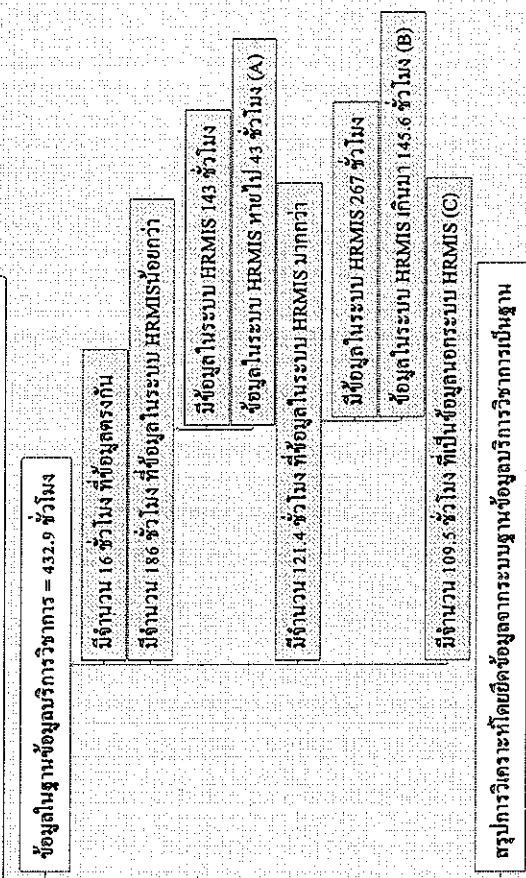 ข้อมูลในฐานข้อมูลบริการวิชาการ = 432.9 ชั่วโมง
มีจำนวน 16 ชั่วโมง ที่ข้อมูลตรงกัน
มีจำนวน 186 ชั่วโมง ที่ข้อมูลในระบบ HRMISน้อยกว่า
มีข้อมูลในระบบ HRMIS 143 ชั่วโมง
ข้อมูลในระบบ HRMIS หายไป 43 ชั่วโมง (A)
มีจำนวน 121.4 ชั่วโมง ที่ข้อมูลในระบบ HRMIS มากกว่า
มีข้อมูลในระบบ HRMIS 267 ชั่วโมง
ข้อมูลในระบบ HRMIS เกินมา 145.6 ชั่วโมง (B)
มีจำนวน 109.5 ชั่วโมง ที่เป็นข้อมูลนอกระบบ HRMIS (C)
สรุปการวิเคราะห์โดยยึดข้อมูลจากระบบฐานข้อมูลบริการวิชาการเป็นฐาน